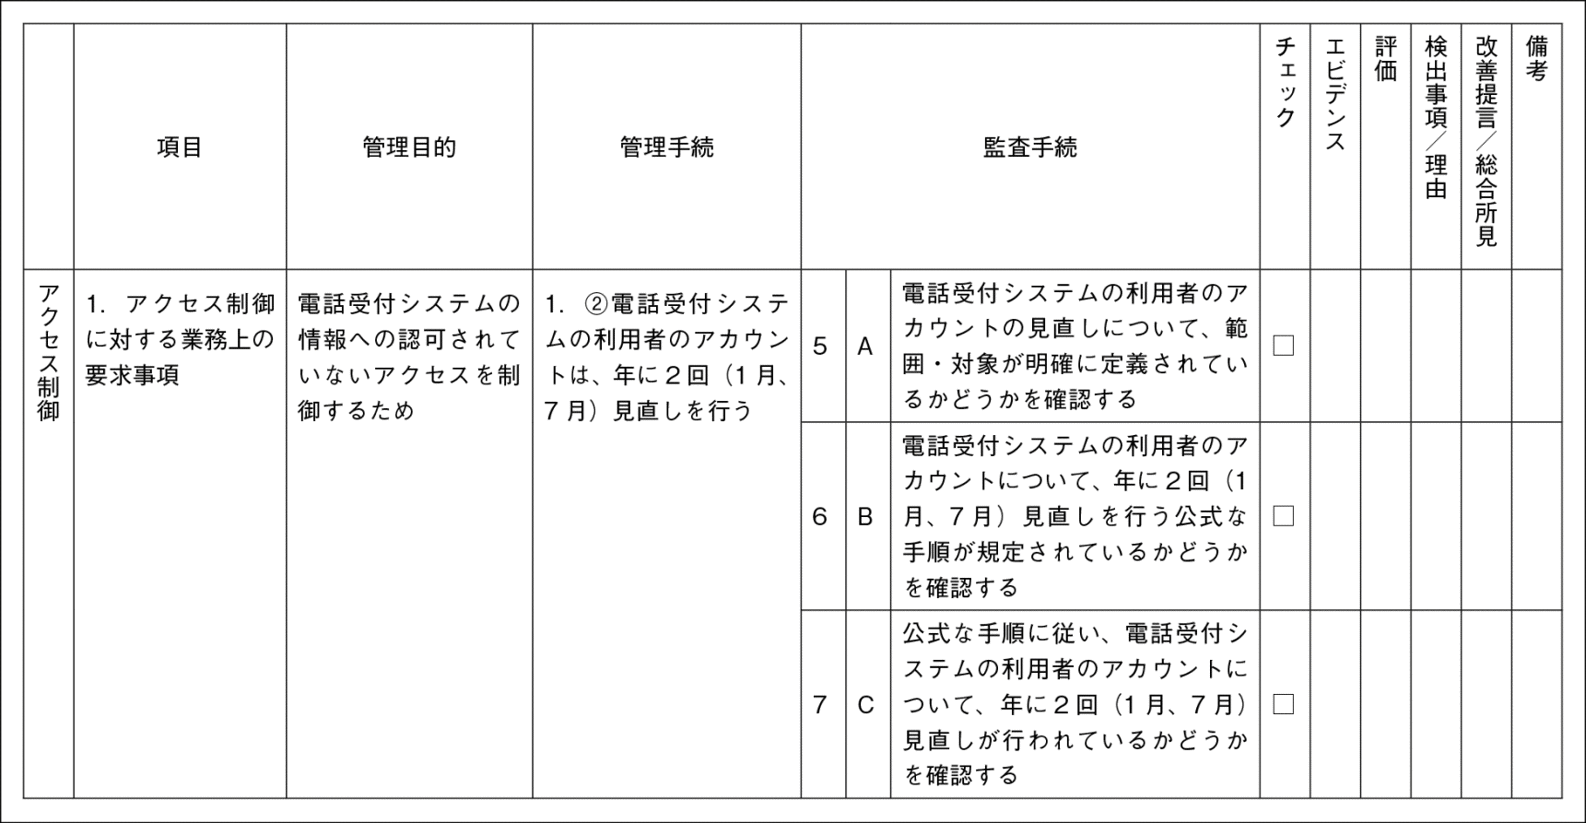 項目
管理目的
管理手続
監査手続
チェック
エビデンス
評価
検出事項／理由
改善提言／総合所見
備考
アクセス制御
1. アクセス制御
に対する業務上の
要求事項
電話受付システムの
情報への認可されて
いないアクセスを制
御するため
1. ②電話受付システ
ムの利用者のアカウン
トは、年に２回（1月、
7月）見直しを行う
5
A
電話受付システムの利用者のア
カウントの見直しについて、範
囲・対象が明確に定義されてい
るかどうかを確認する
□
6
B
電話受付システムの利用者のア
カウントについて、年に２回（1
月、7月）見直しを行う公式な
手順が規定されているかどうか
を確認する
□
7
C
公式な手順に従い、電話受付シ
ステムの利用者のアカウントに
ついて、年に２回（1月、7月）
見直しが行われているかどうか
を確認する
□